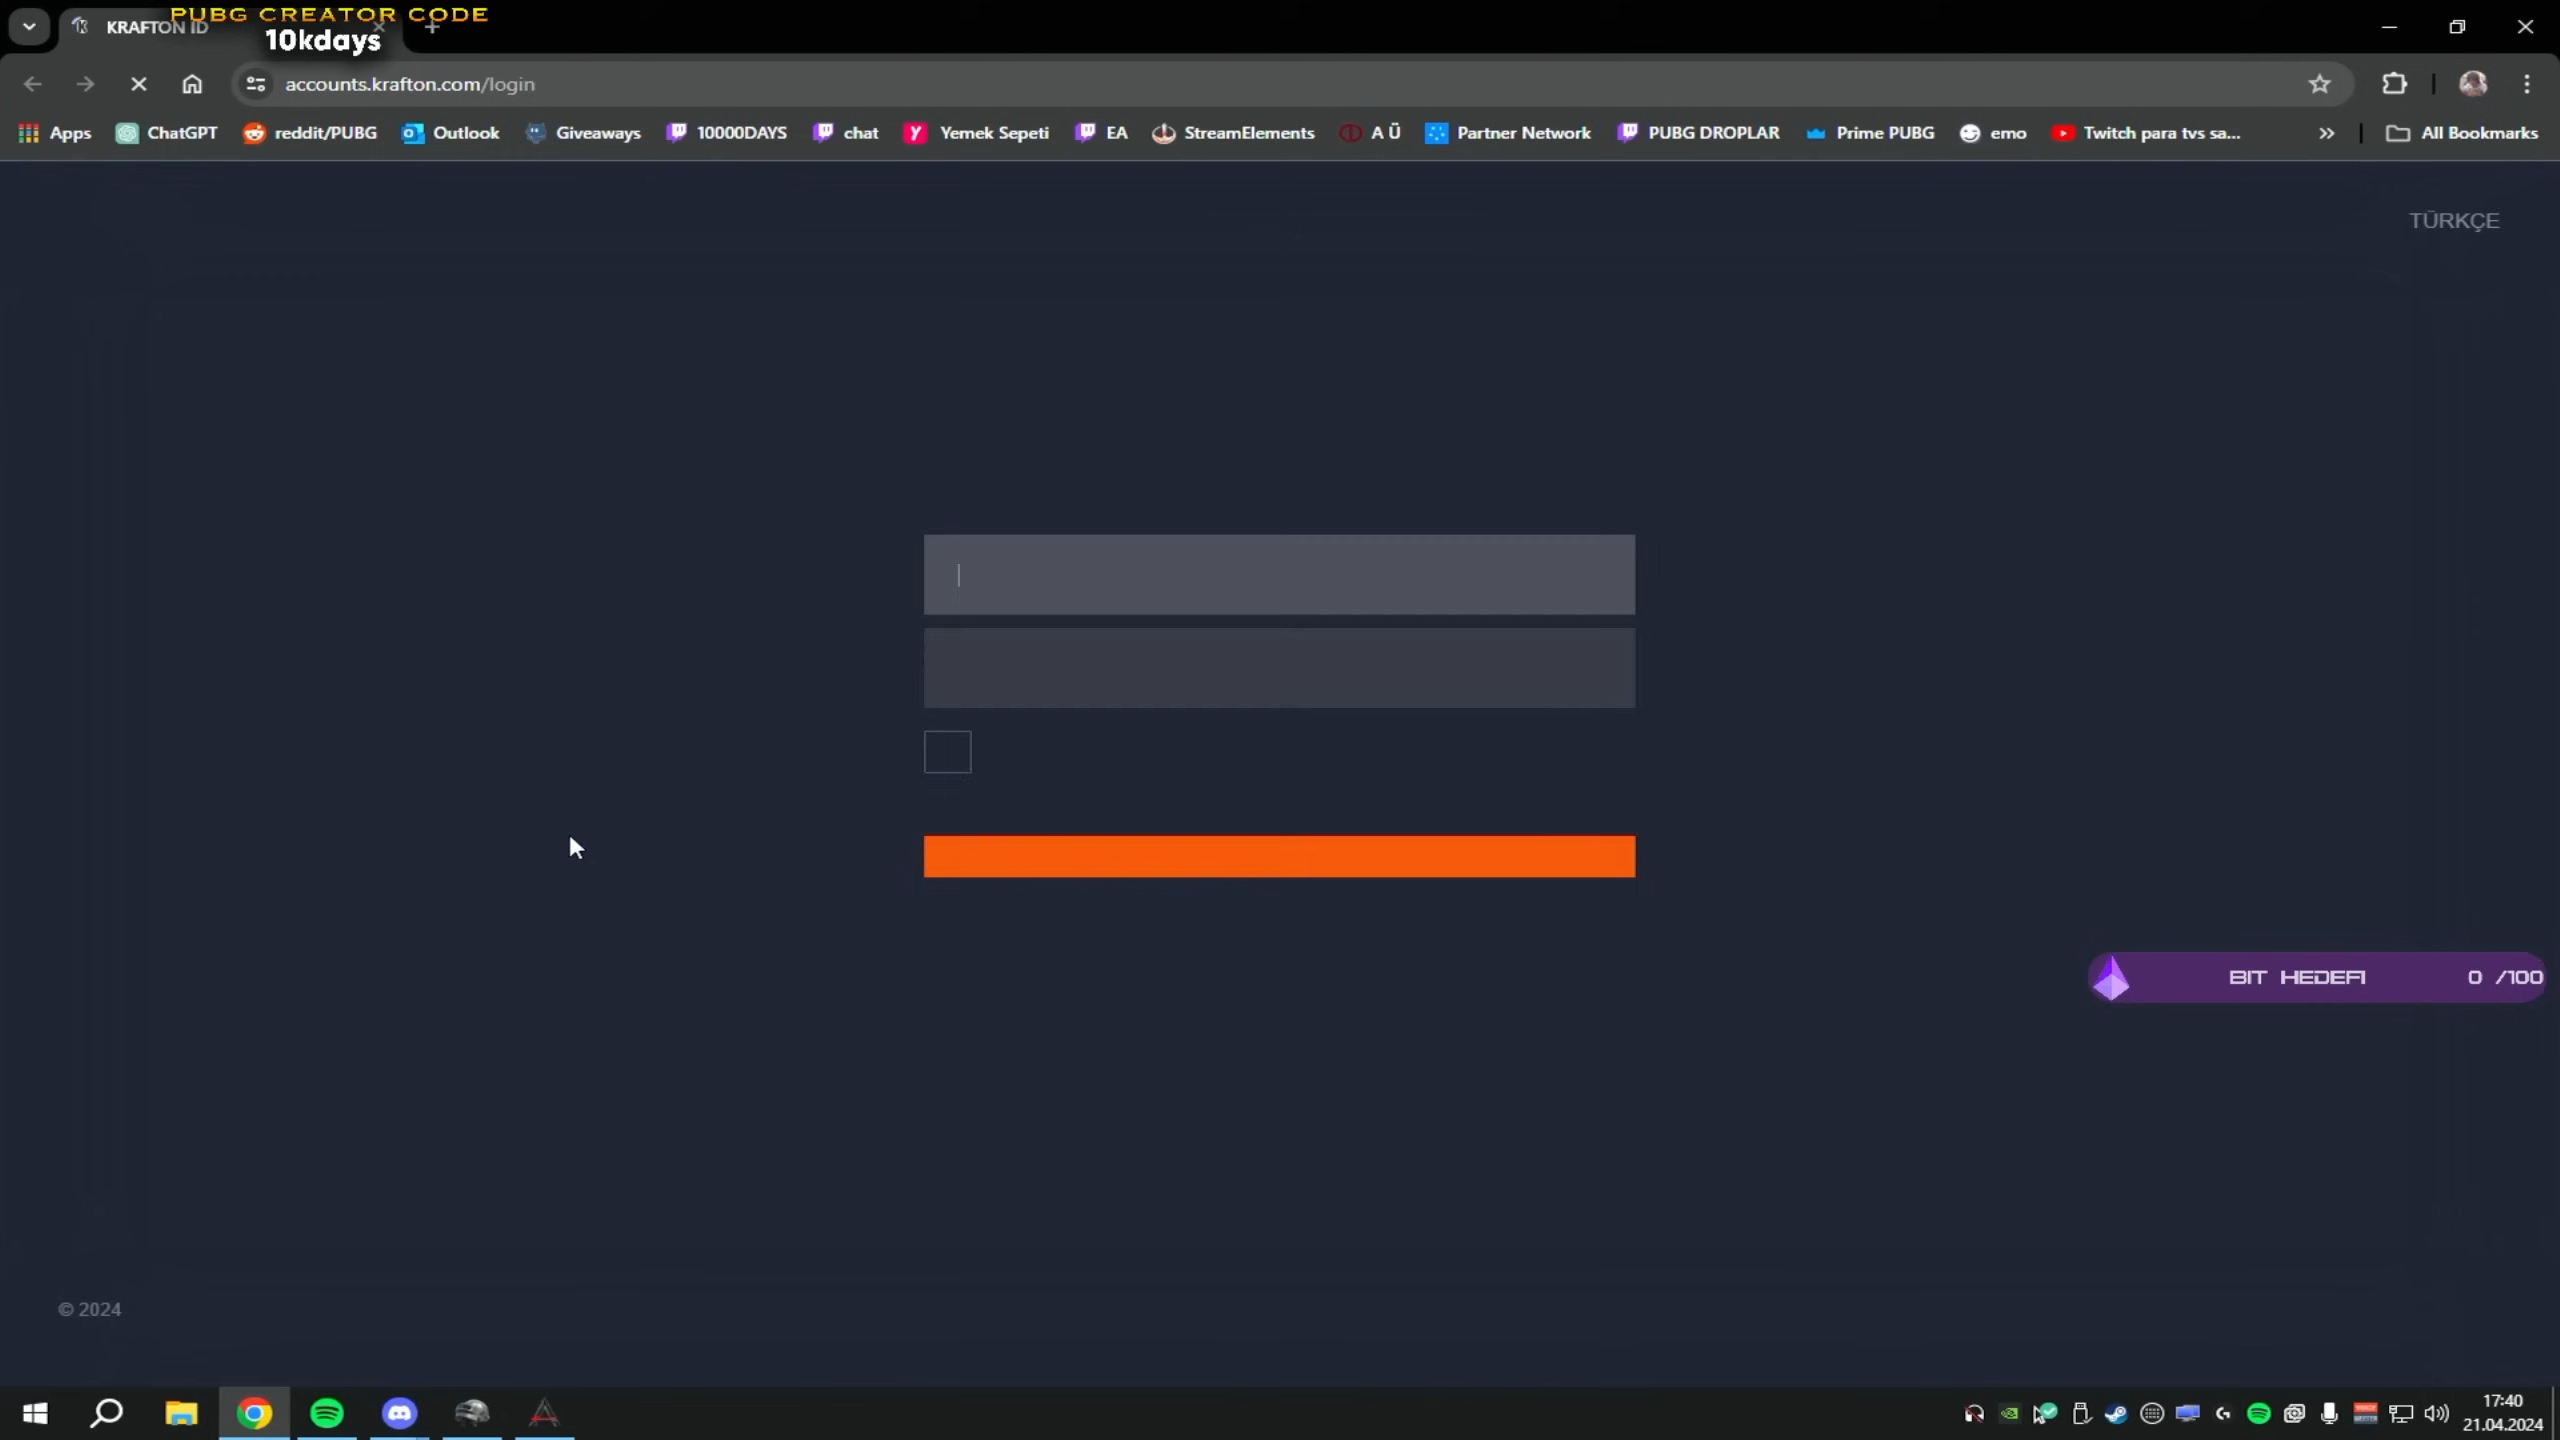 PUBG CREATOR CODE
KRAFTON ID
10kdays
accounts.krafton.com/login
Apps ChatGPT reddit/PUBG Outlook Giveaways 10000DAYS chat Yemek Sepeti EA StreamElements A Ü Partner Network PUBG DROPLAR Prime PUBG emo Twitch para tvs sa... » All Bookmarks
TÜRKÇE
BIT HEDEFI 0 /100
© 2024
17:40
21.04.2024